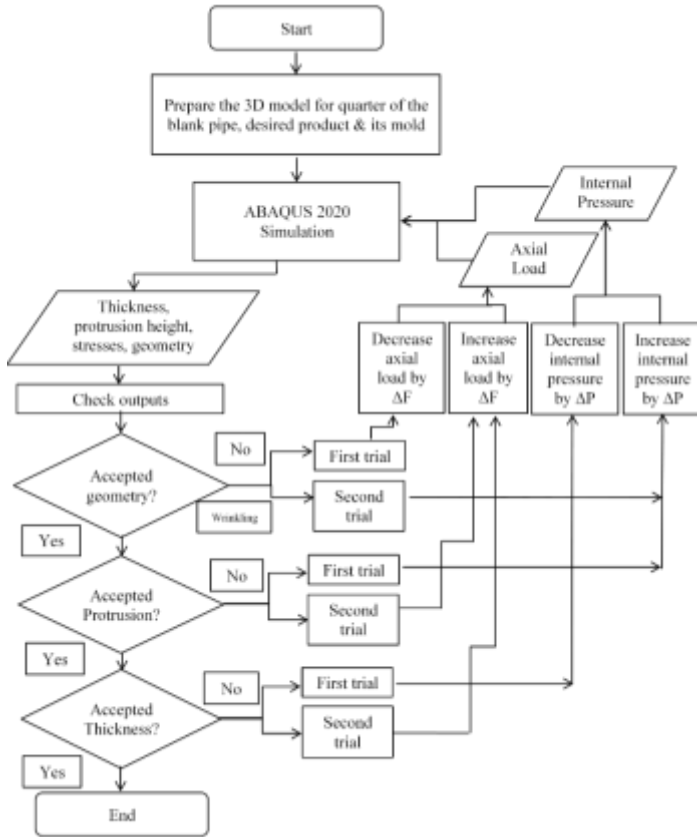 Start
Prepare the 3D model for quarter of the
blank pipe, desired product & its mold
ABAQUS 2020
Simulation
Internal
Pressure
Axial
Load
Thickness,
protrusion height,
stresses, geometry
Decrease
axial
load by
ΔF
Increase
axial
load by
ΔF
Decrease
internal
pressure
by ΔP
Increase
internal
pressure
by ΔP
Check outputs
No
First trial
Accepted
geometry?
Wrinkling
Second
trial
Yes
No
First trial
Accepted
Protrusion?
Second
trial
Yes
No
First trial
Accepted
Thickness?
Second
trial
Yes
End